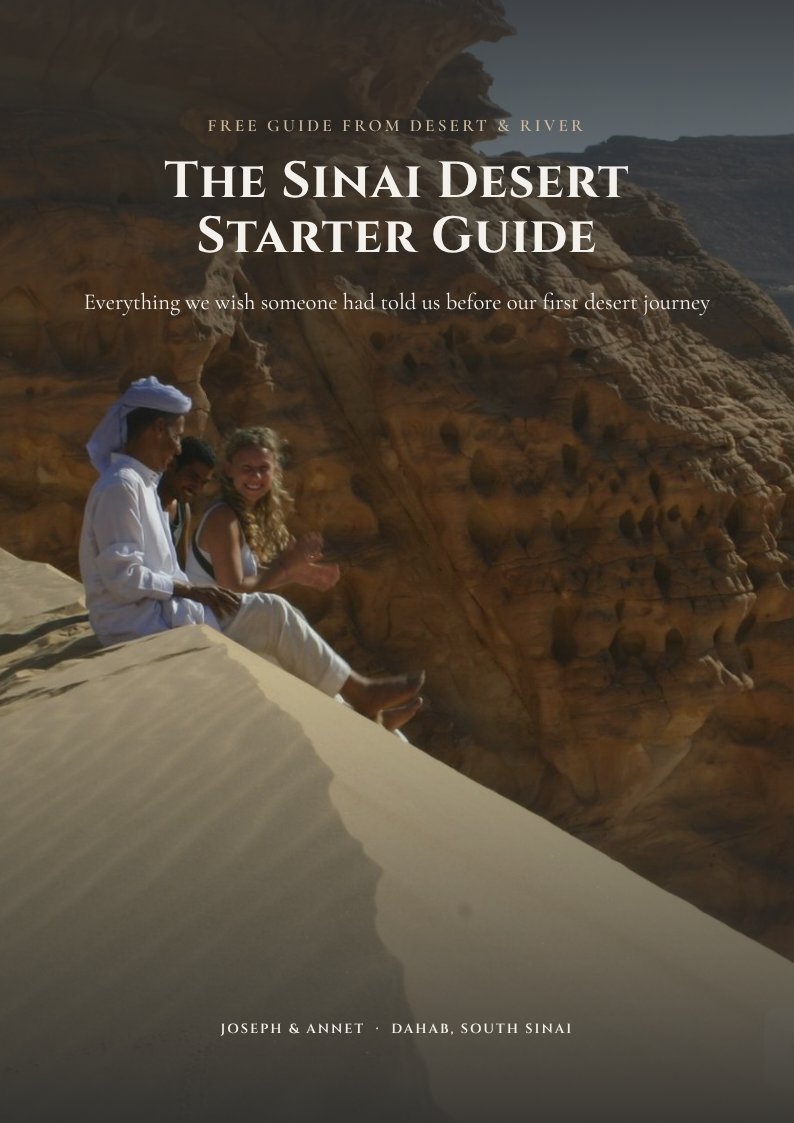 FREE GUIDE FROM DESERT & RIVER
THE SINAI DESERT
STARTER GUIDE
Everything we wish someone had told us before our first desert journey
JOSEPH & ANNET · DAHAB, SOUTH SINAI